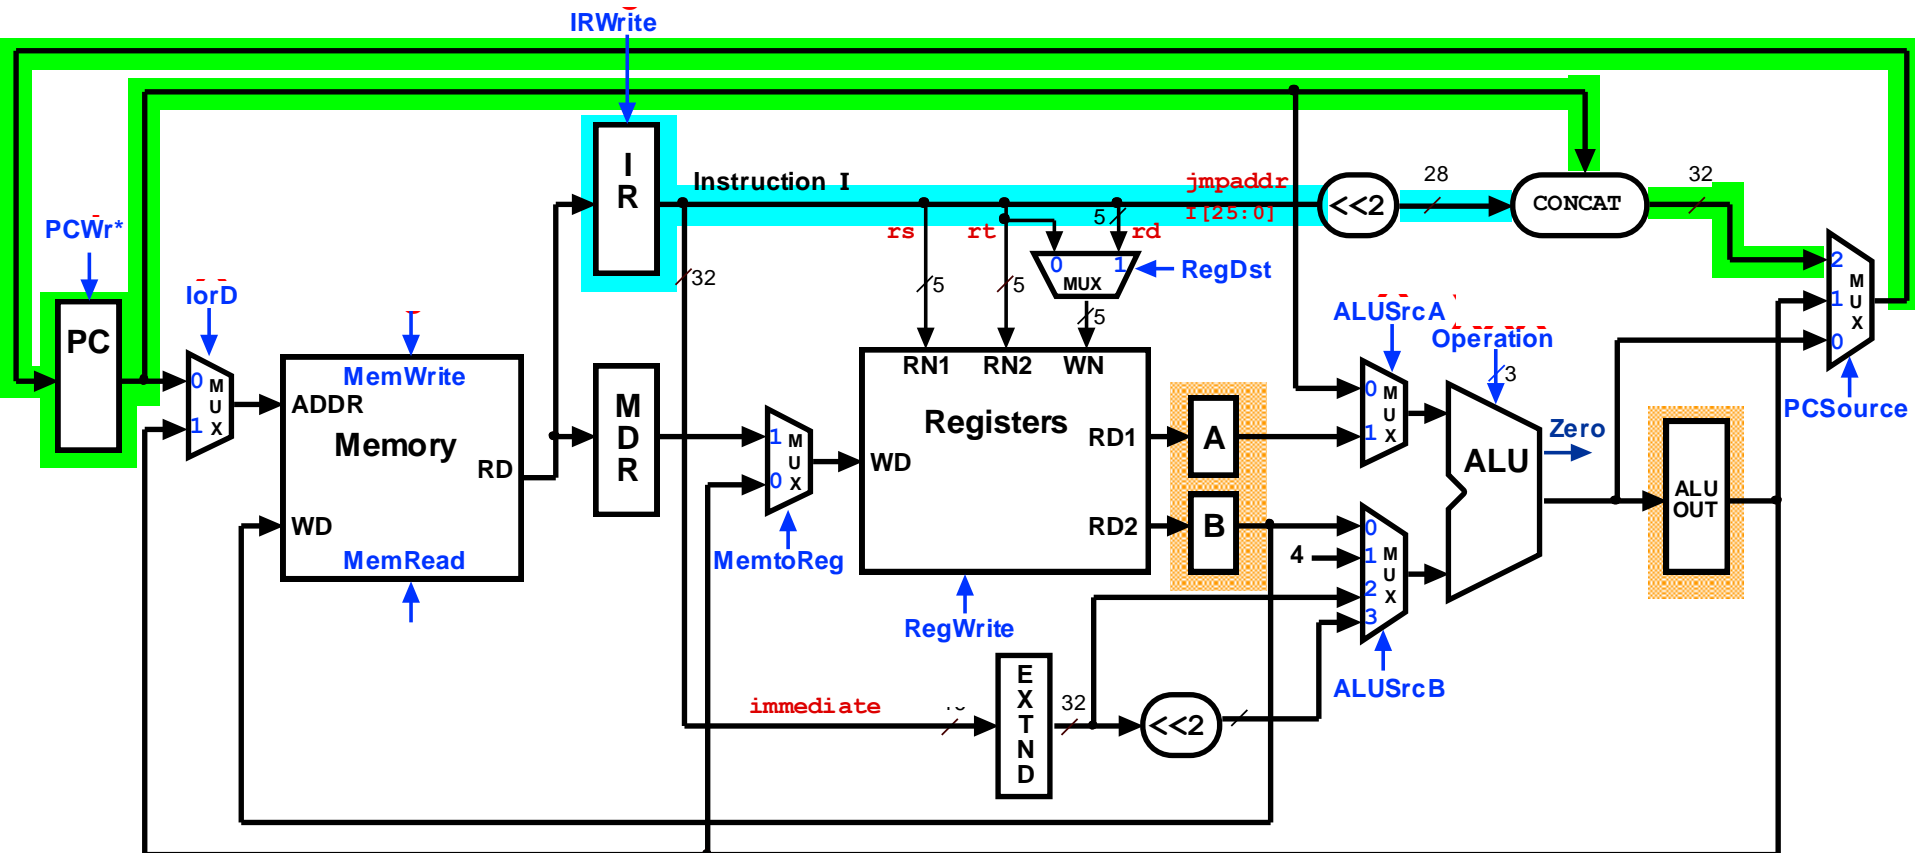 IRWrite
I
R
Instruction I
jmpaddr
I[25:0]
<<2
28
CONCAT
32
PCWr*
rs
rt
5
rd
2
M
U
X
1
0
PCSource
IorD
32
5
5
0
1
MUX
RegDst
5
PC
0
M
U
X
1
MemWrite
ADDR
Memory
RD
WD
MemRead
M
D
R
1
M
U
X
0
MemtoReg
RN1
RN2
WN
Registers
RD1
WD
RD2
RegWrite
A
B
ALUSrcA
Operation
3
0
M
U
X
1
ALU
Zero
ALU
OUT
4
0
1
2
3
M
U
X
ALUSrcB
immediate
E
X
T
N
D
32
<<2